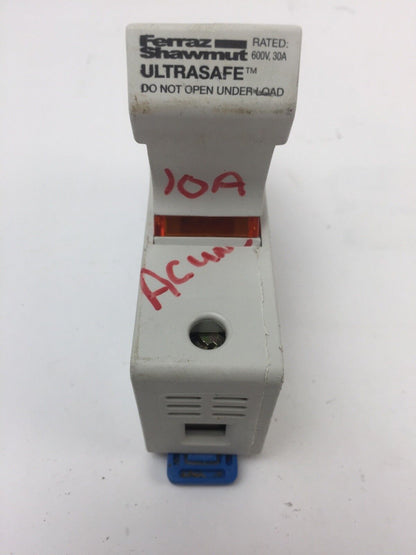 Ferraz
Shawmut
RATED:
600V, 30A
ULTRASAFE™
DO NOT OPEN UNDER LOAD
10A